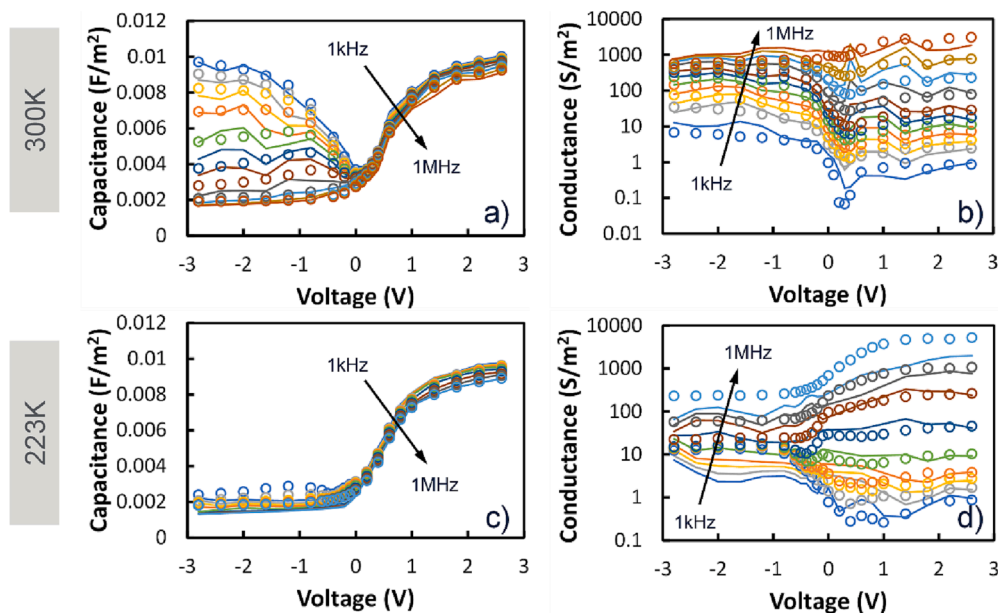 300K
Capacitance (F/m²)
0.012
0.01
0.008
0.006
0.004
0.002
0
1kHz
1MHz
a)
-3 -2 -1 0 1 2 3
Voltage (V)
Conductance (S/m²)
10000
1000
100
10
1
0.1
0.01
1MHz
1kHz
b)
-3 -2 -1 0 1 2 3
Voltage (V)
223K
Capacitance (F/m²)
0.012
0.01
0.008
0.006
0.004
0.002
0
1kHz
1MHz
c)
-3 -2 -1 0 1 2 3
Voltage (V)
Conductance (S/m²)
10000
1000
100
10
1
0.1
1MHz
1kHz
d)
-3 -2 -1 0 1 2 3
Voltage (V)